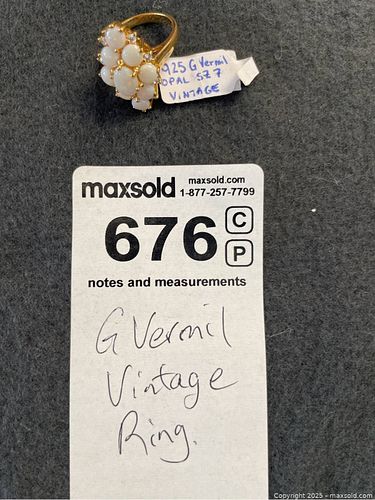 925 G Vermil
OPAL SZ 7
VINTAGE
maxsold maxsold.com
1-877-257-7799
676 C
P
notes and measurements
G Vermil
Vintage
Ring.
Copyright 2025 - maxsold.com